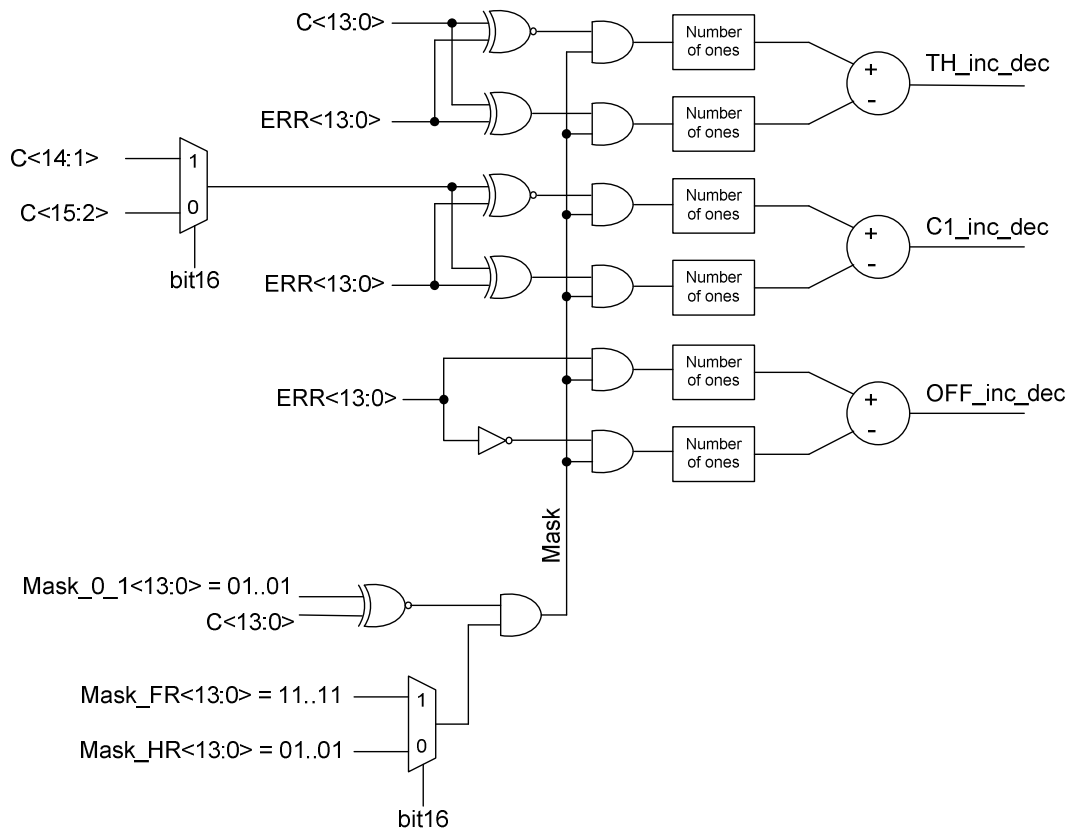 C<13:0>
Number
of ones
+
-
TH_inc_dec
ERR<13:0>
Number
of ones
C<14:1>
1
C<15:2>
0
bit16
Number
of ones
+
-
C1_inc_dec
ERR<13:0>
Number
of ones
Number
of ones
ERR<13:0>
+
-
OFF_inc_dec
Number
of ones
Mask
Mask_0_1<13:0> = 01..01
C<13:0>
Mask_FR<13:0> = 11..11
1
Mask_HR<13:0> = 01..01
0
bit16